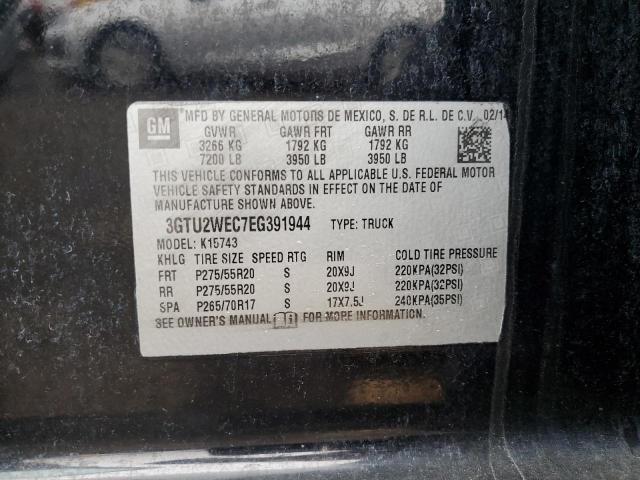 GM
MFD BY GENERAL MOTORS DE MEXICO, S. DE R.L. DE C.V. 02/14
GVWR GAWR FRT GAWR RR
3266 KG 1792 KG 1792 KG
7200 LB 3950 LB 3950 LB
THIS VEHICLE CONFORMS TO ALL APPLICABLE U.S. FEDERAL MOTOR
VEHICLE SAFETY STANDARDS IN EFFECT ON THE DATE OF
MANUFACTURE SHOWN ABOVE.
3GTU2WEC7EG391944 TYPE: TRUCK
MODEL: K15743
KHLG TIRE SIZE SPEED RTG RIM COLD TIRE PRESSURE
FRT P275/55R20 S 20X9J 220KPA(32PSI)
RR P275/55R20 S 20X9J 220KPA(32PSI)
SPA P265/70R17 S 17X7.5J 240KPA(35PSI)
SEE OWNER'S MANUAL FOR MORE INFORMATION.